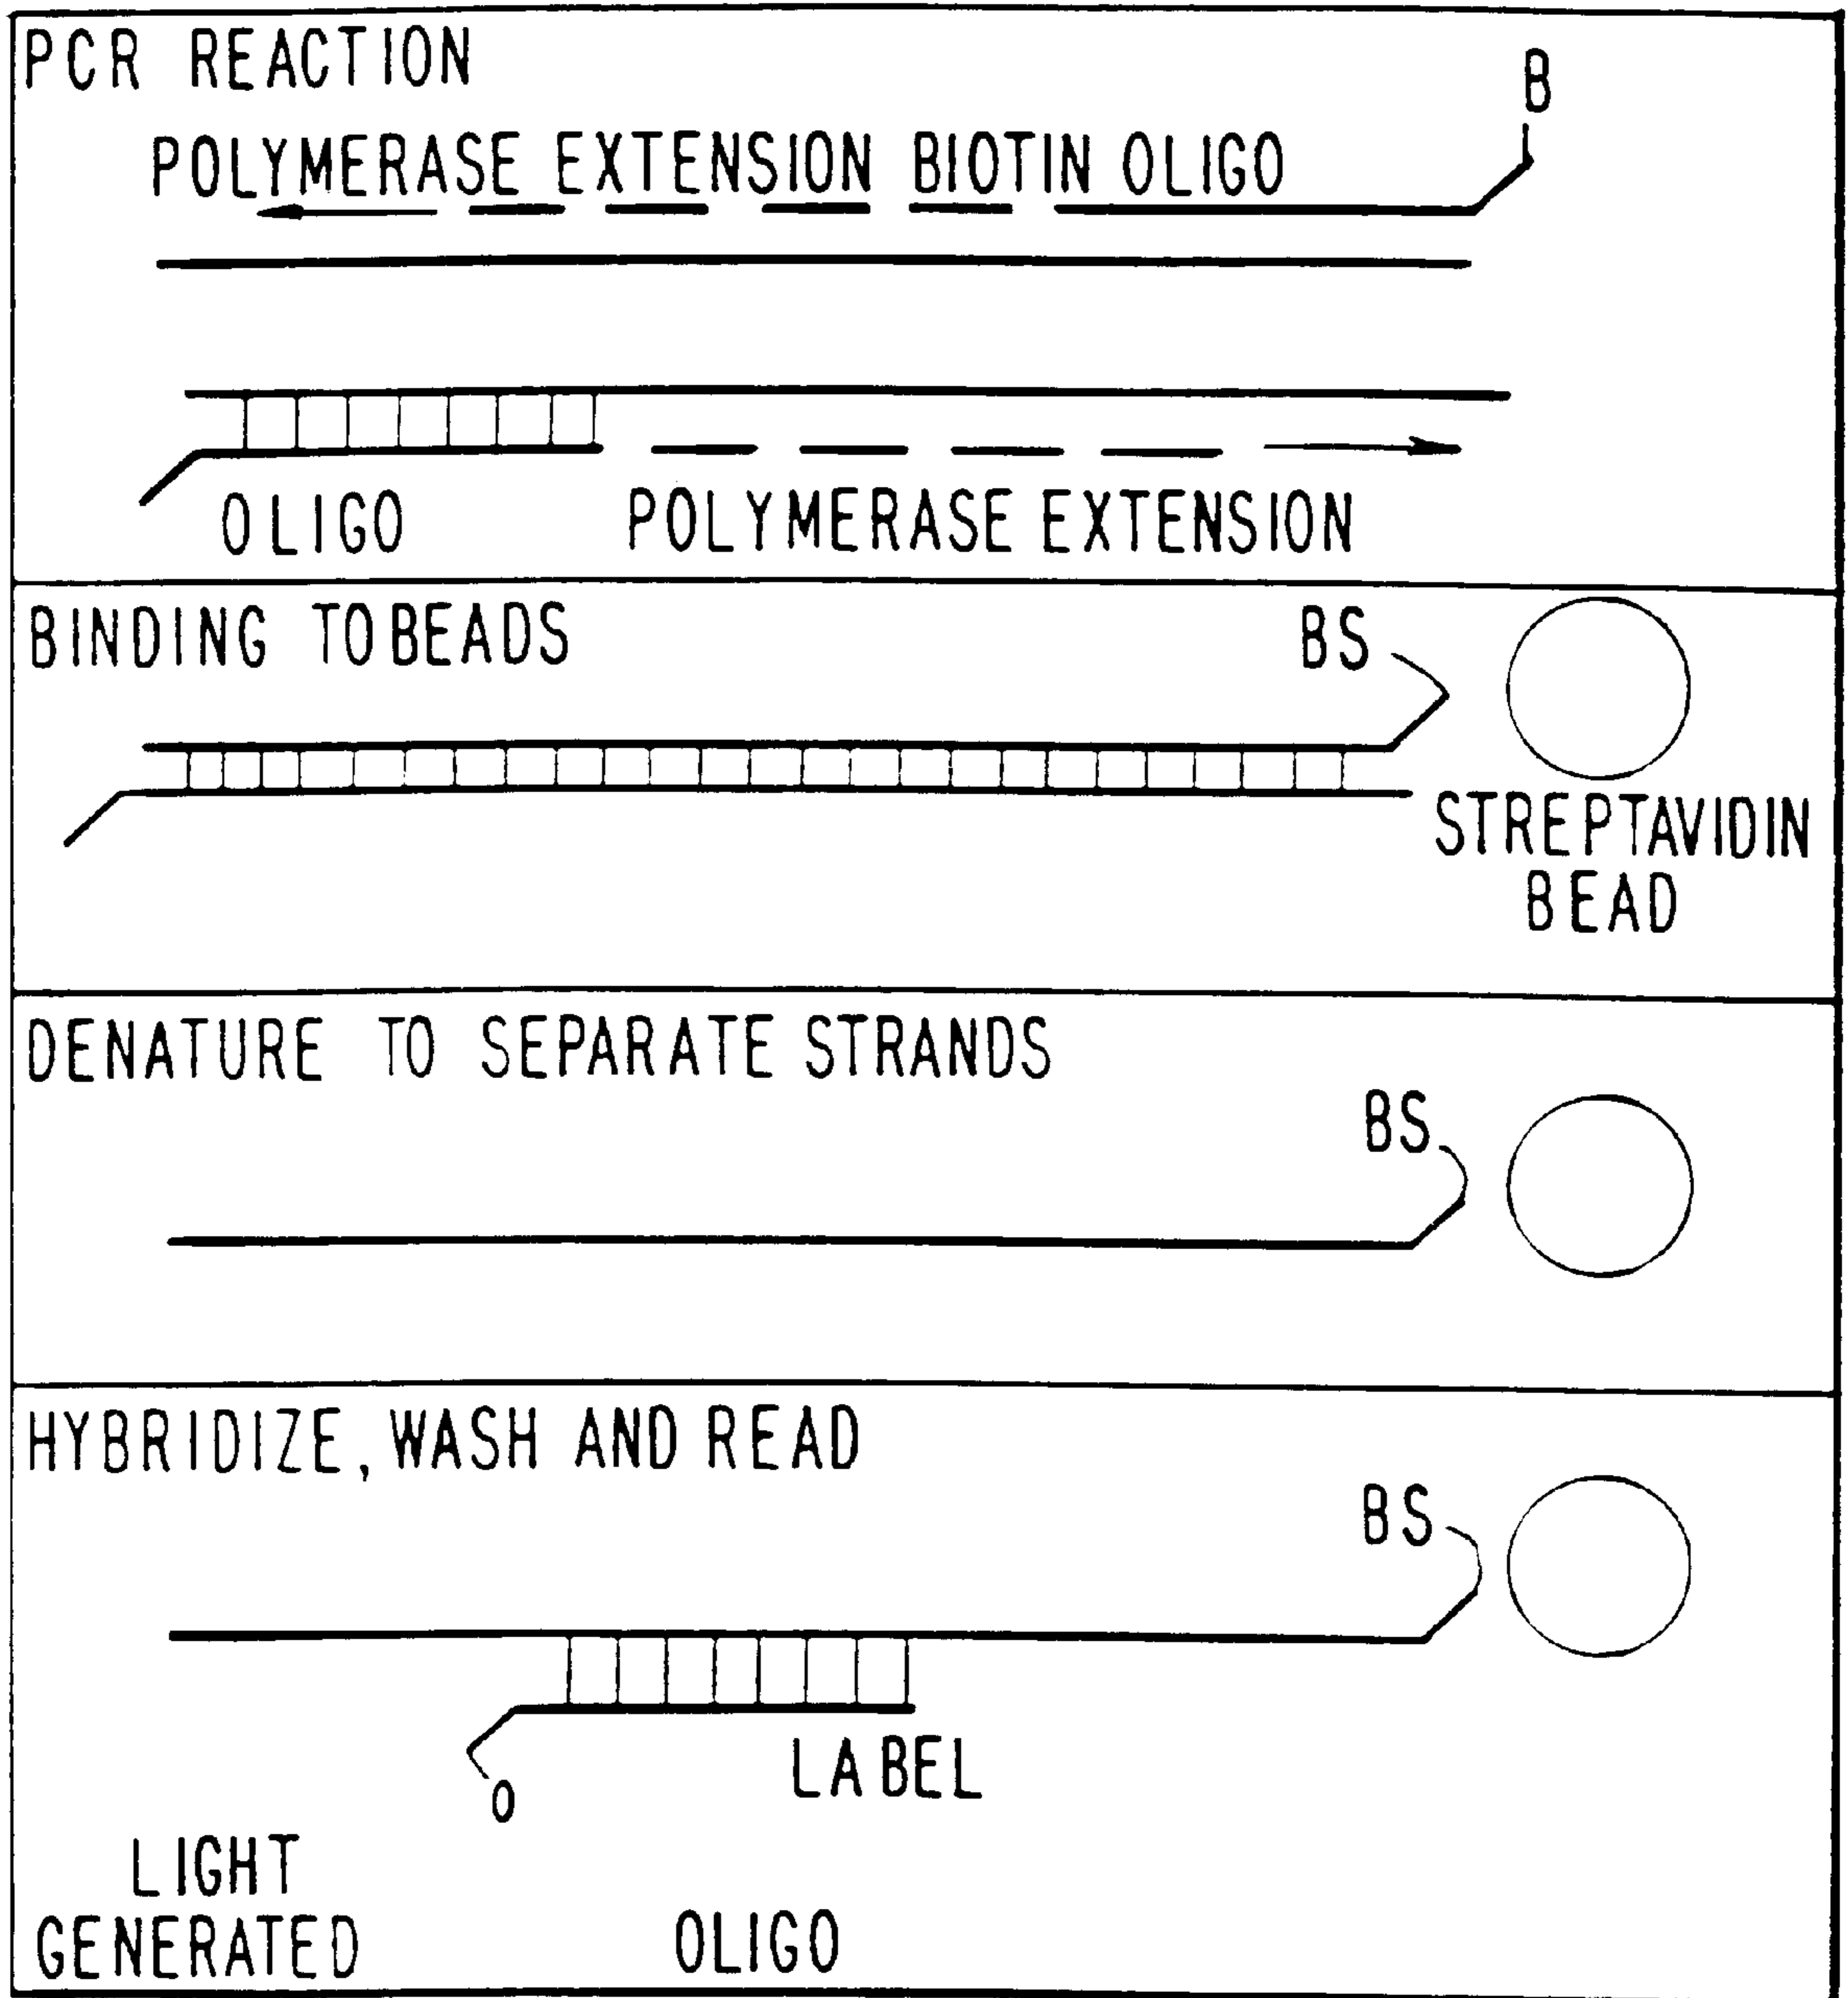 PCR REACTION
B
POLYMERASE EXTENSION BIOTIN OLIGO
OLIGO
POLYMERASE EXTENSION
BINDING TOBEADS
BS
STREPTAVIDIN
BEAD
DENATURE TO SEPARATE STRANDS
BS
HYBRIDIZE, WASH AND READ
BS
LABEL
O
LIGHT
GENERATED
OLIGO